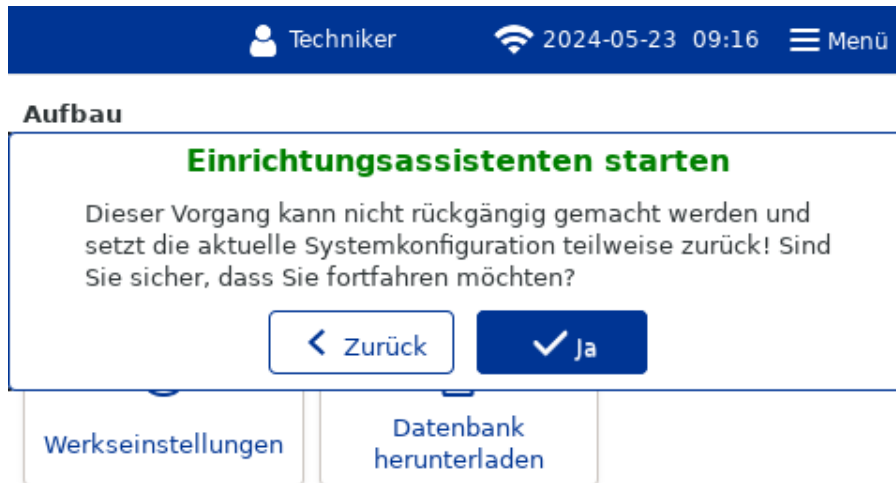 Techniker 2024-05-23 09:16 Menü
Aufbau
Einrichtungsassistenten starten
Dieser Vorgang kann nicht rückgängig gemacht werden und
setzt die aktuelle Systemkonfiguration teilweise zurück! Sind
Sie sicher, dass Sie fortfahren möchten?
Zurück Ja
Werkseinstellungen
Datenbank
herunterladen